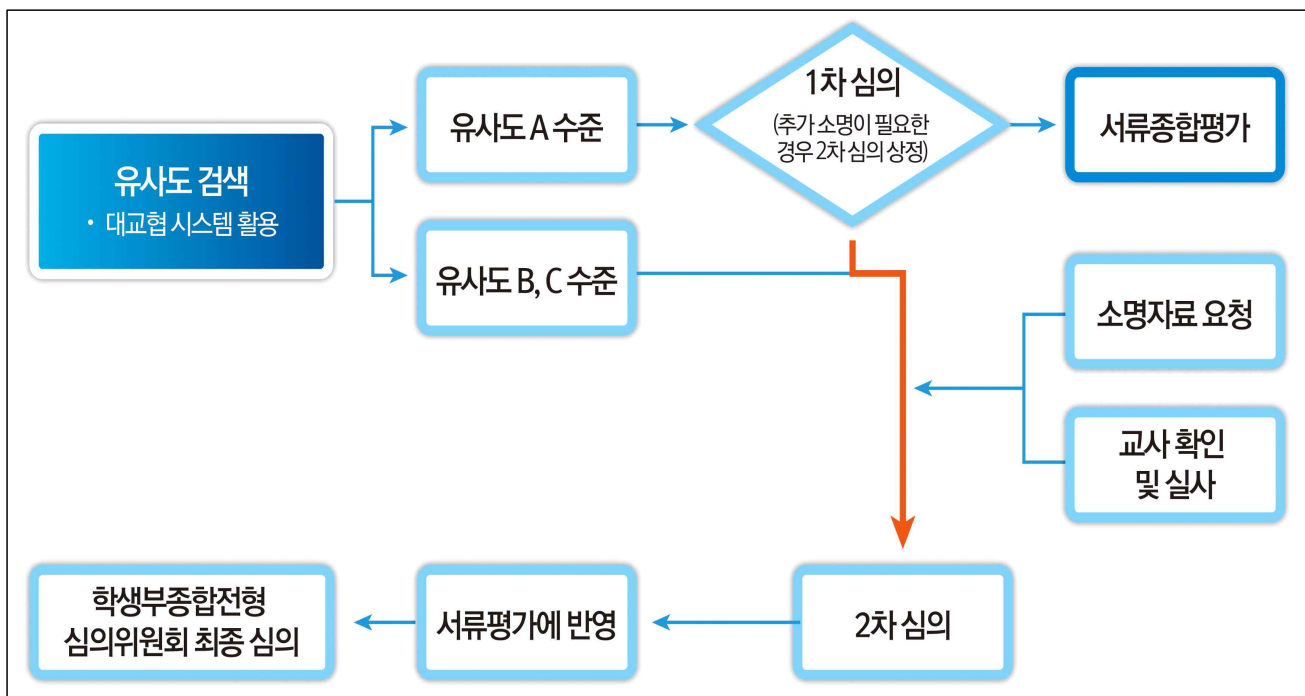 유사도 검색
• 대교협 시스템 활용
유사도 A 수준
1차 심의
(추가 소명이 필요한
경우 2차 심의 상정)
서류종합평가
유사도 B, C 수준
소명자료 요청
교사 확인
및 실사
학생부종합전형
심의위원회 최종 심의
서류평가에 반영
2차 심의